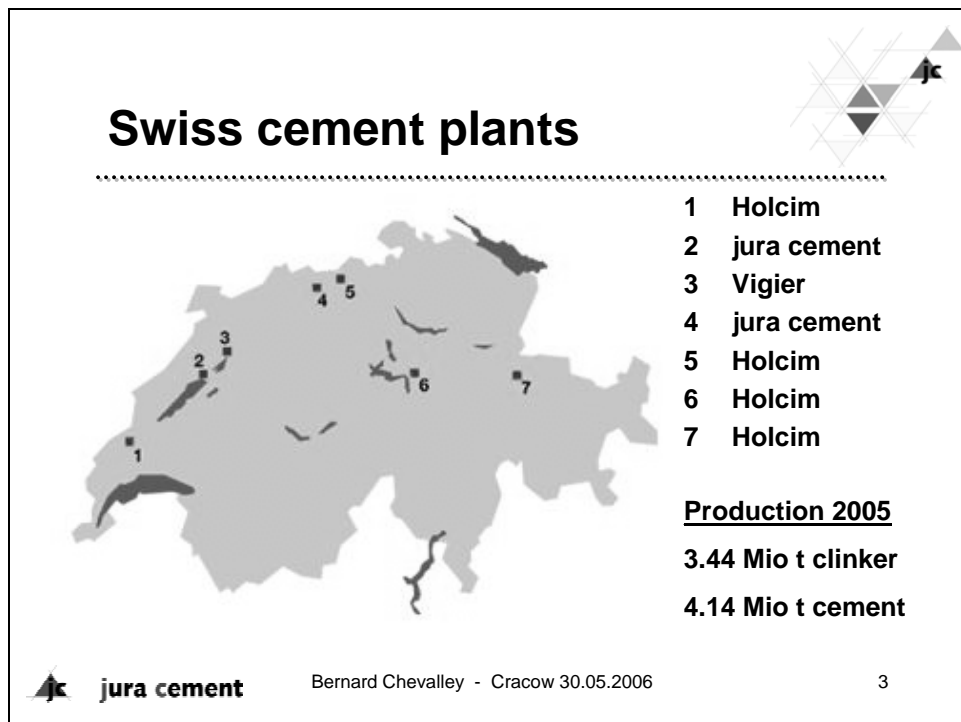 jc
Swiss cement plants
1 Holcim
2 jura cement
3 Vigier
4 jura cement
5 Holcim
6 Holcim
7 Holcim
Production 2005
3.44 Mio t clinker
4.14 Mio t cement
5
4
3
2
6
7
1
jc jura cement Bernard Chevalley - Cracow 30.05.2006 3